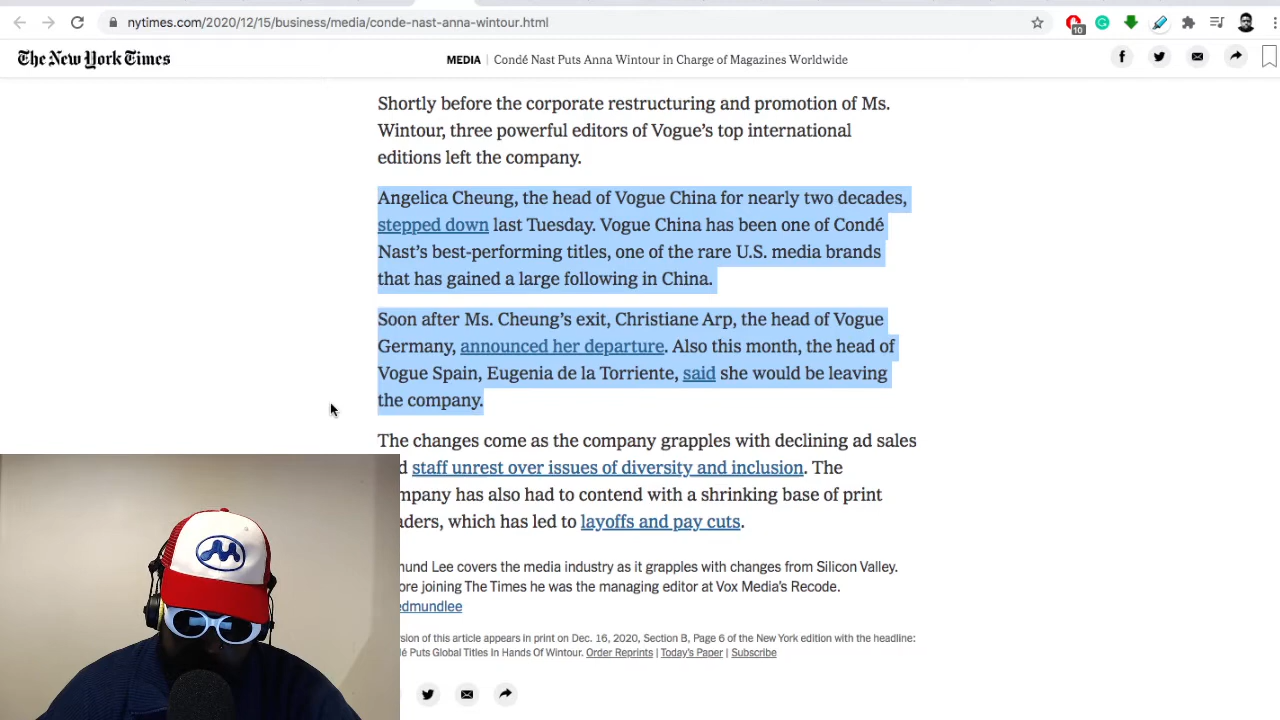 nytimes.com/2020/12/15/business/media/conde-nast-anna-wintour.html
10
The New York Times
MEDIA | Condé Nast Puts Anna Wintour in Charge of Magazines Worldwide
Shortly before the corporate restructuring and promotion of Ms.
Wintour, three powerful editors of Vogue’s top international
editions left the company.
Angelica Cheung, the head of Vogue China for nearly two decades,
stepped down last Tuesday. Vogue China has been one of Condé
Nast’s best-performing titles, one of the rare U.S. media brands
that has gained a large following in China.
Soon after Ms. Cheung’s exit, Christiane Arp, the head of Vogue
Germany, announced her departure. Also this month, the head of
Vogue Spain, Eugenia de la Torriente, said she would be leaving
the company.
The changes come as the company grapples with declining ad sales
staff unrest over issues of diversity and inclusion. The
has also had to contend with a shrinking base of print
which has led to layoffs and pay cuts.
Lee covers the media industry as it grapples with changes from Silicon Valley.
joining The Times he was the managing editor at Vox Media’s Recode.
edmundlee
of this article appears in print on Dec. 16, 2020, Section B, Page 6 of the New York edition with the headline:
Puts Global Titles In Hands Of Wintour. Order Reprints | Today’s Paper | Subscribe
M